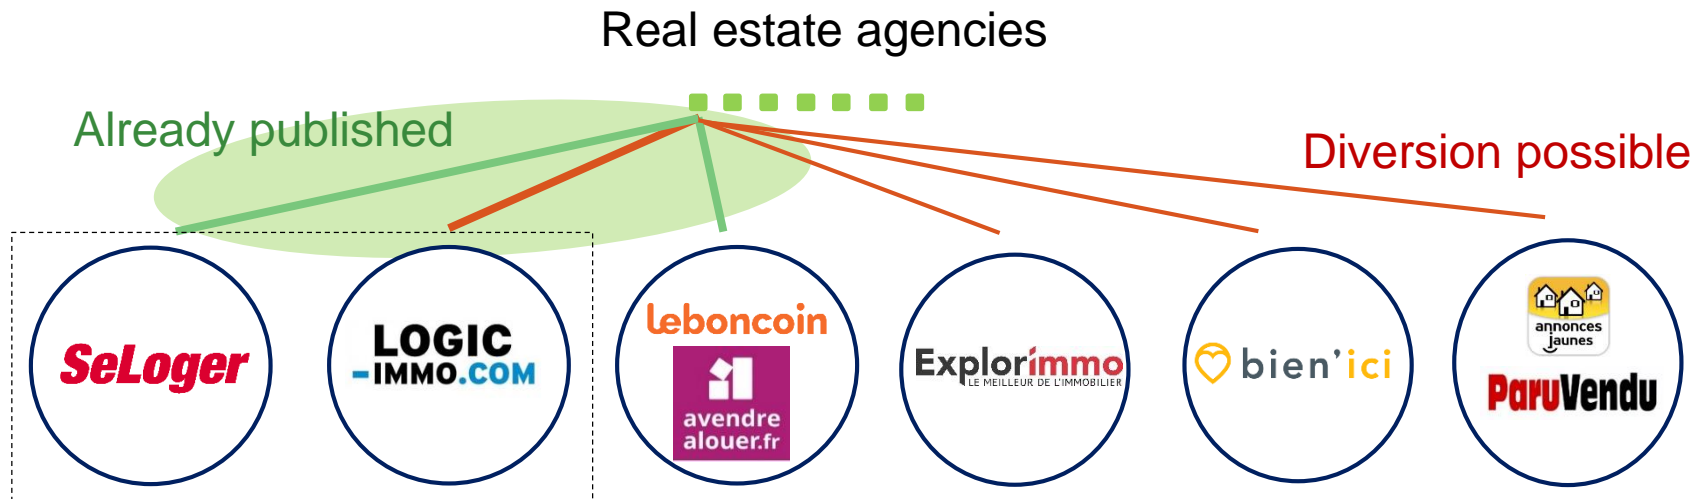 Real estate agencies
Already published
Diversion possible
SeLoger
LOGIC
-IMMO.COM
leboncoin
avendre
alouer.fr
Explorimmo
LE MEILLEUR DE L'IMMOBILIER
bien'ici
annonces
jaunes
ParuVendu